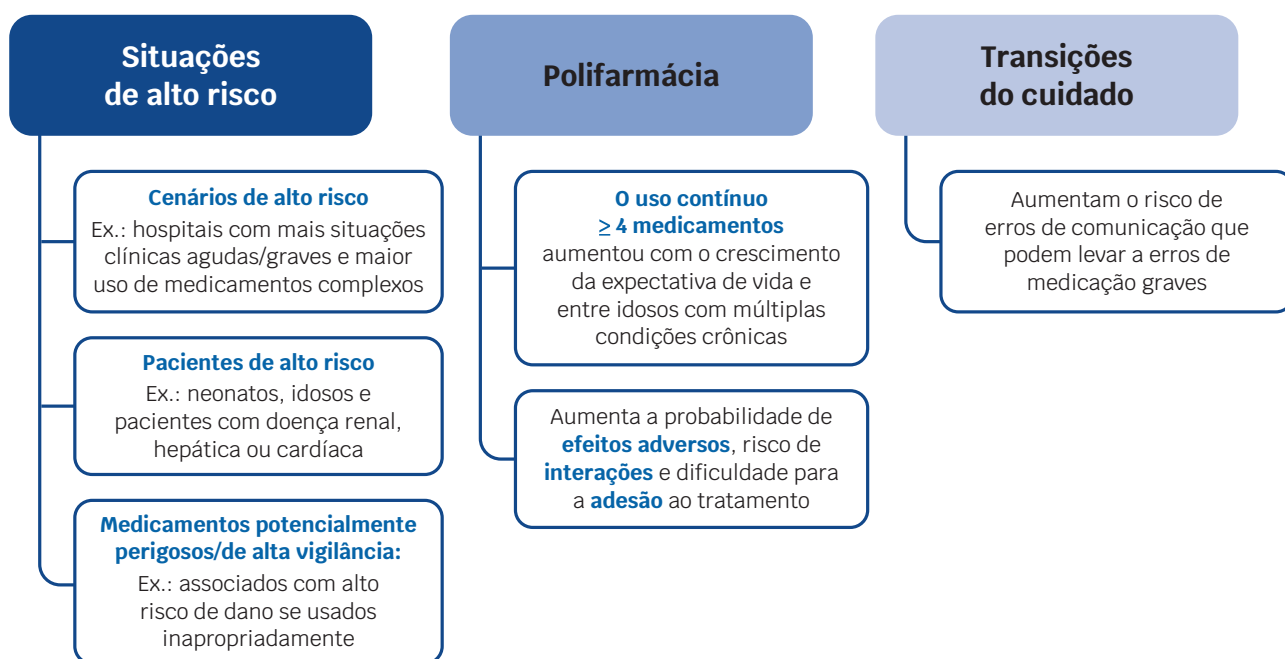 Situações
de alto risco
Cenários de alto risco
Ex.: hospitais com mais situações
clínicas agudas/graves e maior
uso de medicamentos complexos
Pacientes de alto risco
Ex.: neonatos, idosos e
pacientes com doença renal,
hepática ou cardíaca
Medicamentos potencialmente
perigosos/de alta vigilância:
Ex.: associados com alto
risco de dano se usados
inapropriadamente
Polifarmácia
O uso contínuo
≥ 4 medicamentos
aumentou com o crescimento
da expectativa de vida e
entre idosos com múltiplas
condições crônicas
Aumenta a probabilidade de
efeitos adversos, risco de
interações e dificuldade para
a adesão ao tratamento
Transições
do cuidado
Aumentam o risco de
erros de comunicação que
podem levar a erros de
medicação graves